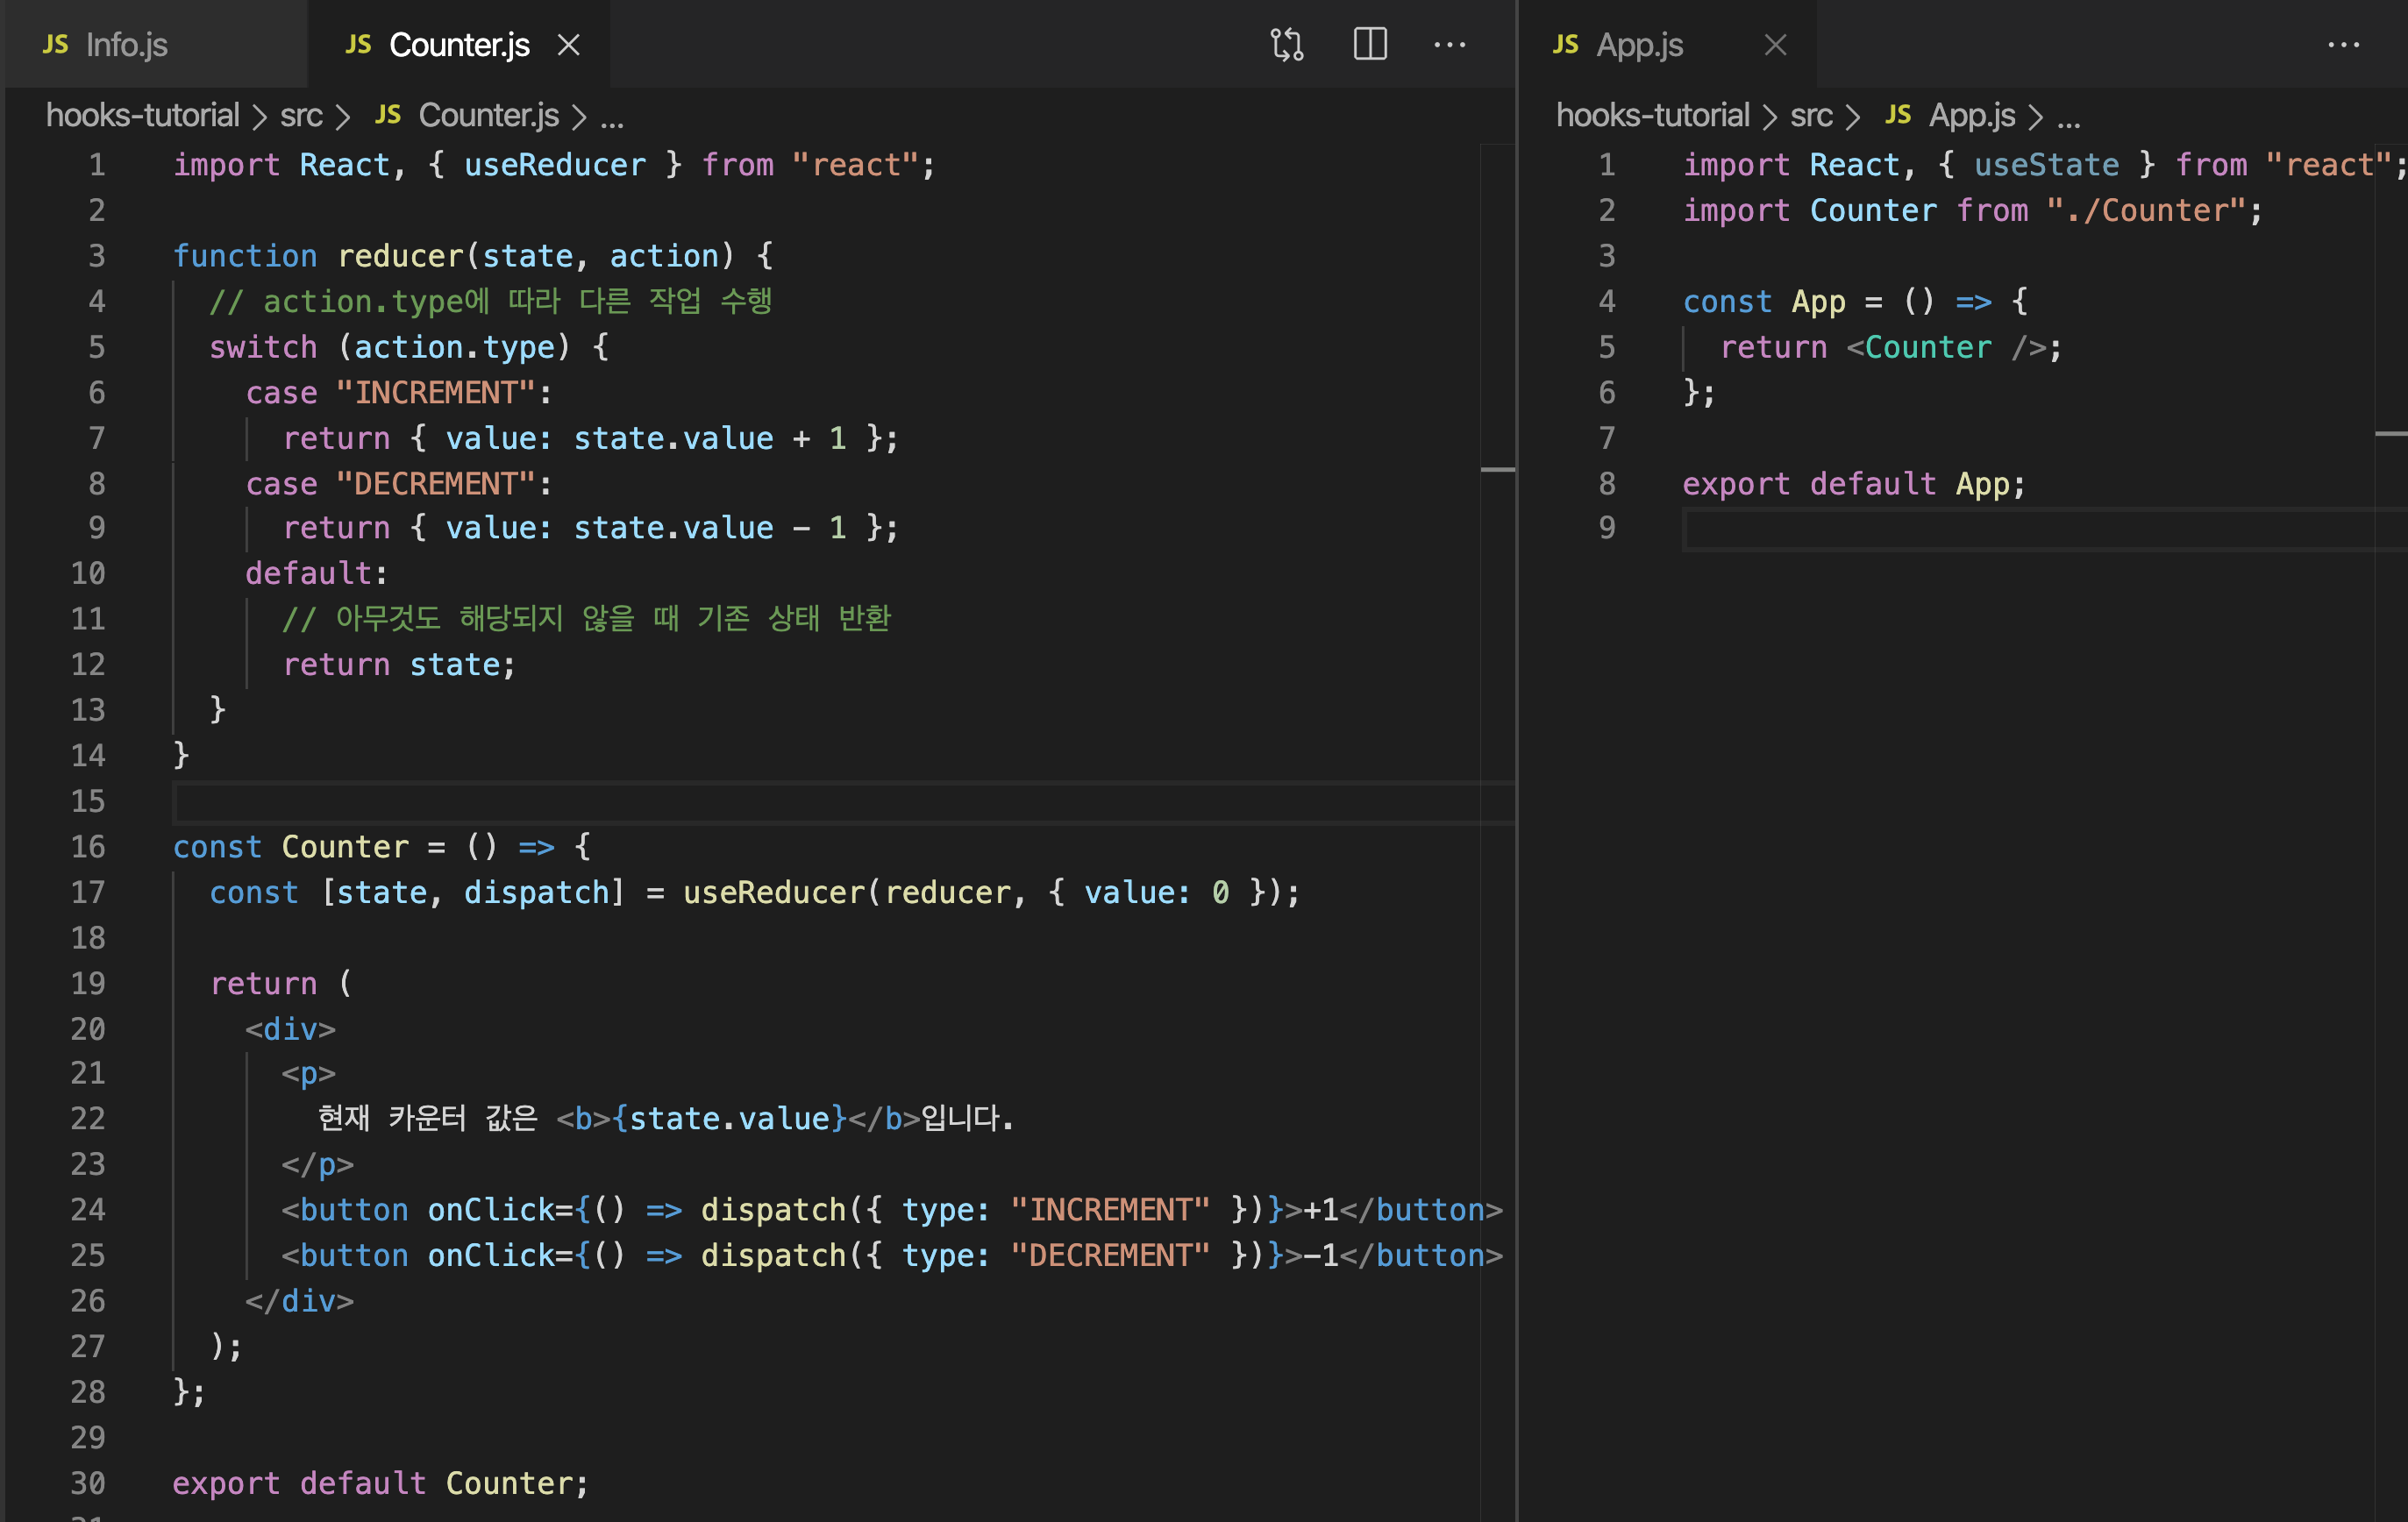 JS Info.js JS Counter.js
hooks-tutorial > src > JS Counter.js > ...
1 import React, { useReducer } from "react";
2
3 function reducer(state, action) {
4   // action.type에 따라 다른 작업 수행
5   switch (action.type) {
6     case "INCREMENT":
7       return { value: state.value + 1 };
8     case "DECREMENT":
9       return { value: state.value - 1 };
10     default:
11       // 아무것도 해당되지 않을 때 기존 상태 반환
12       return state;
13   }
14 }
15
16 const Counter = () => {
17   const [state, dispatch] = useReducer(reducer, { value: 0 });
18
19   return (
20     <div>
21       <p>
22         현재 카운터 값은 <b>{state.value}</b>입니다.
23       </p>
24       <button onClick={() => dispatch({ type: "INCREMENT" })}>+1</button>
25       <button onClick={() => dispatch({ type: "DECREMENT" })}>-1</button>
26     </div>
27   );
28 };
29
30 export default Counter;
JS App.js
hooks-tutorial > src > JS App.js > ...
1 import React, { useState } from "react";
2 import Counter from "./Counter";
3
4 const App = () => {
5   return <Counter />;
6 };
7
8 export default App;
9